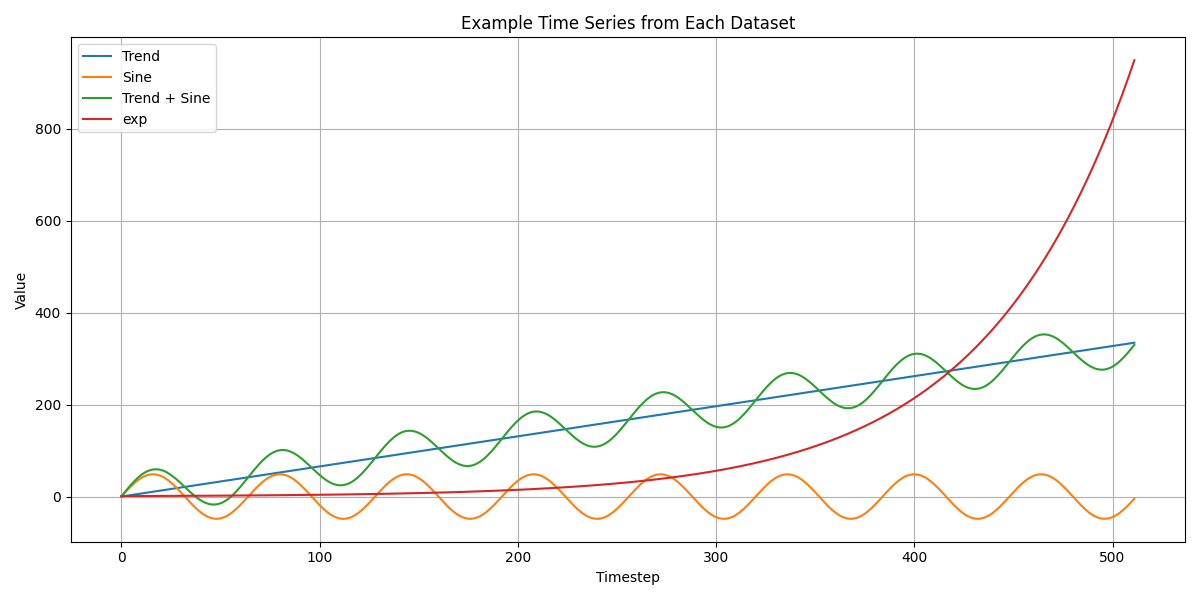 Example Time Series from Each Dataset
Trend
Sine
Trend + Sine
exp
800
600
400
200
0
Value
0 100 200 300 400 500
Timestep